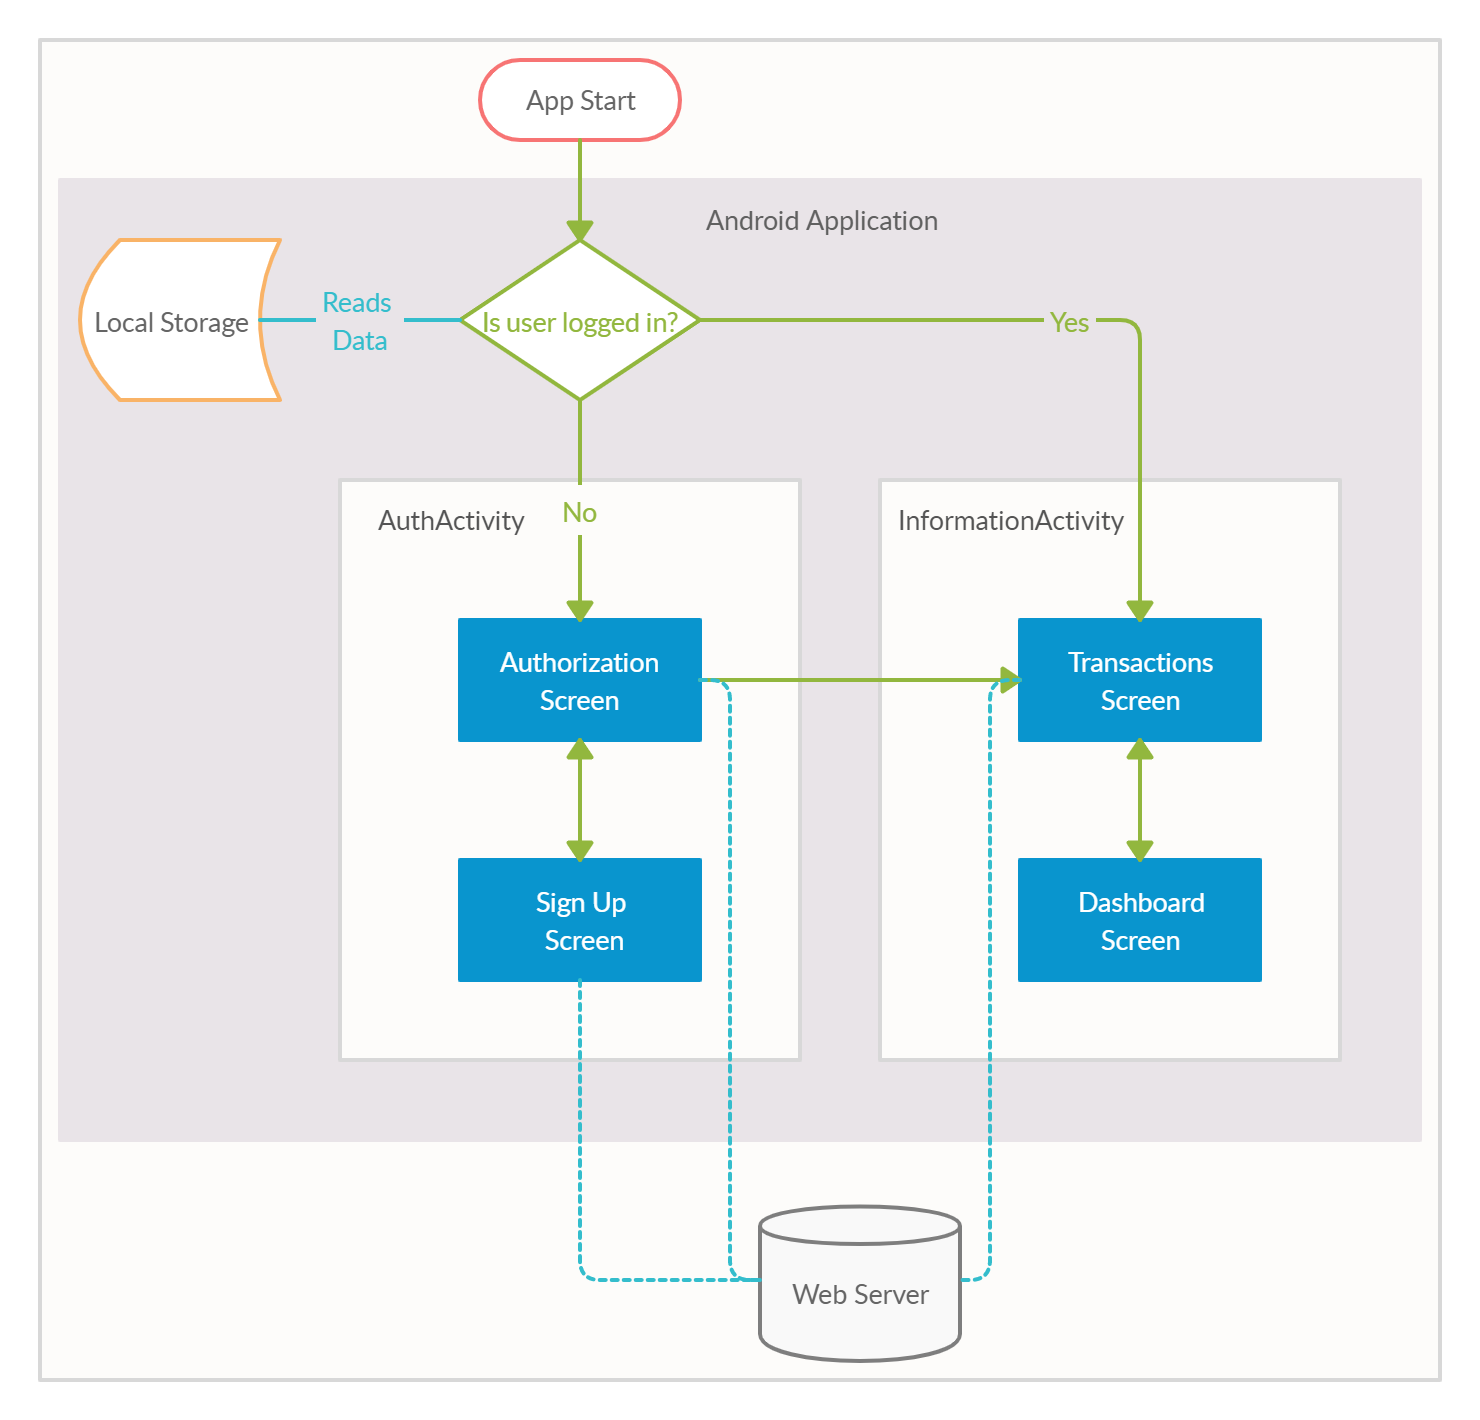 App Start
Android Application
Local Storage
Reads
Data
Is user logged in?
Yes
AuthActivity
No
InformationActivity
Authorization
Screen
Transactions
Screen
Sign Up
Screen
Dashboard
Screen
Web Server